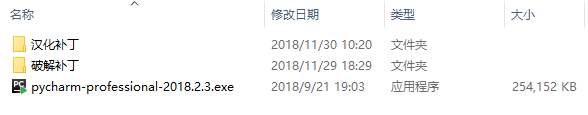 名称 修改日期 类型 大小
汉化补丁 2018/11/30 10:20 文件夹
破解补丁 2018/11/29 18:29 文件夹
pycharm-professional-2018.2.3.exe 2018/9/21 19:03 应用程序 254,152 KB